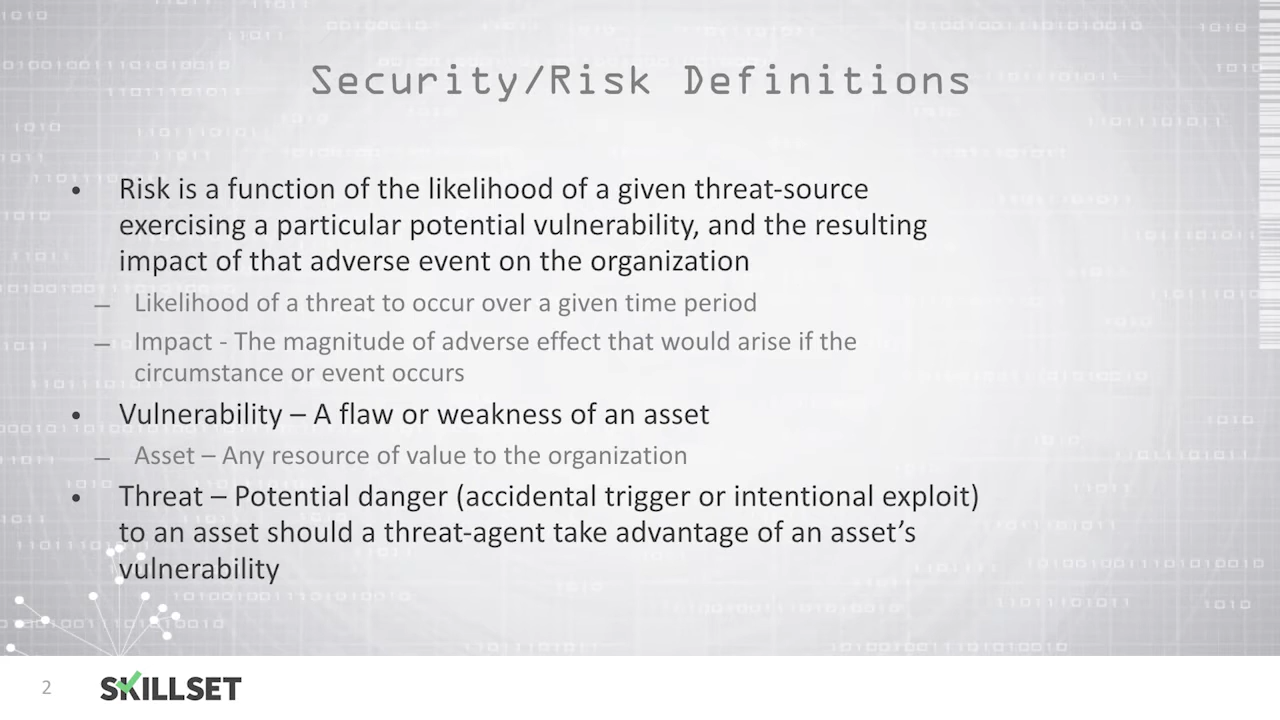 Security/Risk Definitions
• Risk is a function of the likelihood of a given threat-source
exercising a particular potential vulnerability, and the resulting
impact of that adverse event on the organization
– Likelihood of a threat to occur over a given time period
– Impact - The magnitude of adverse effect that would arise if the
circumstance or event occurs
• Vulnerability – A flaw or weakness of an asset
– Asset – Any resource of value to the organization
• Threat – Potential danger (accidental trigger or intentional exploit)
to an asset should a threat-agent take advantage of an asset’s
vulnerability
2
SKILLSET